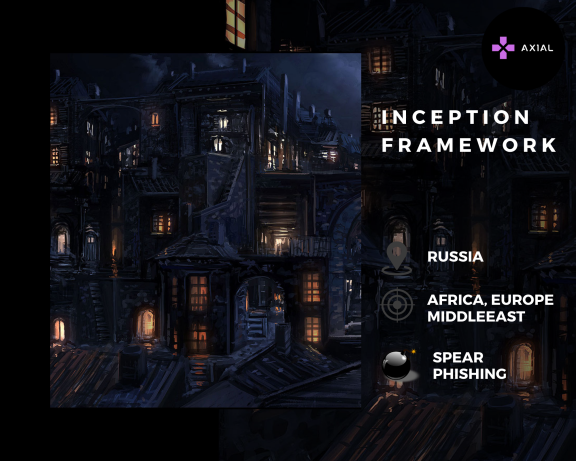 AXIAL
INCEPTION
FRAMEWORK
RUSSIA
AFRICA, EUROPE
MIDDLEEAST
SPEAR
PHISHING